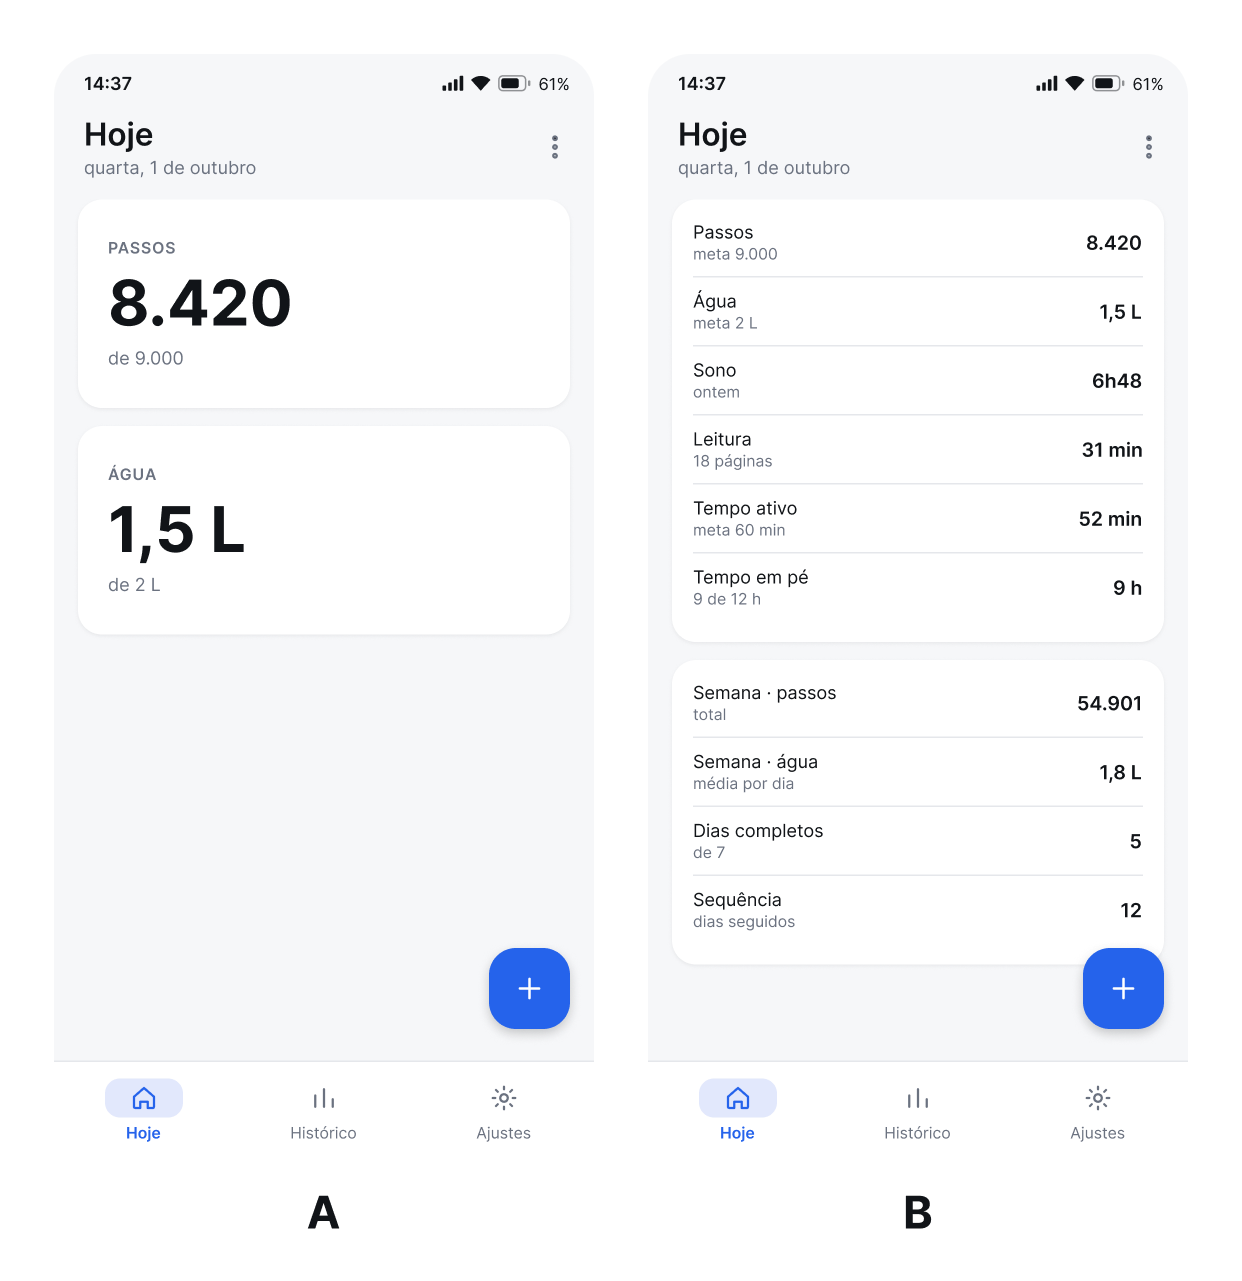 14:37
61%
Hoje
quarta, 1 de outubro
PASSOS
8.420
de 9.000
ÁGUA
1,5 L
de 2 L
Hoje
Histórico
Ajustes
A
14:37
61%
Hoje
quarta, 1 de outubro
Passos
meta 9.000
8.420
Água
meta 2 L
1,5 L
Sono
ontem
6h48
Leitura
18 páginas
31 min
Tempo ativo
meta 60 min
52 min
Tempo em pé
9 de 12 h
9 h
Semana · passos
total
54.901
Semana · água
média por dia
1,8 L
Dias completos
de 7
5
Sequência
dias seguidos
12
Hoje
Histórico
Ajustes
B